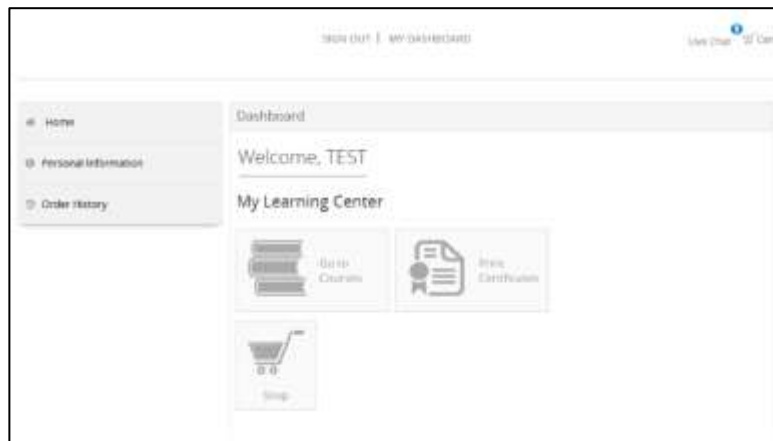 SIGN OUT | MY DASHBOARD
Live Chat
Home
Personal Information
Order History
Dashboard
Welcome, TEST
My Learning Center
Go to
Courses
Print
Certificates
Shop